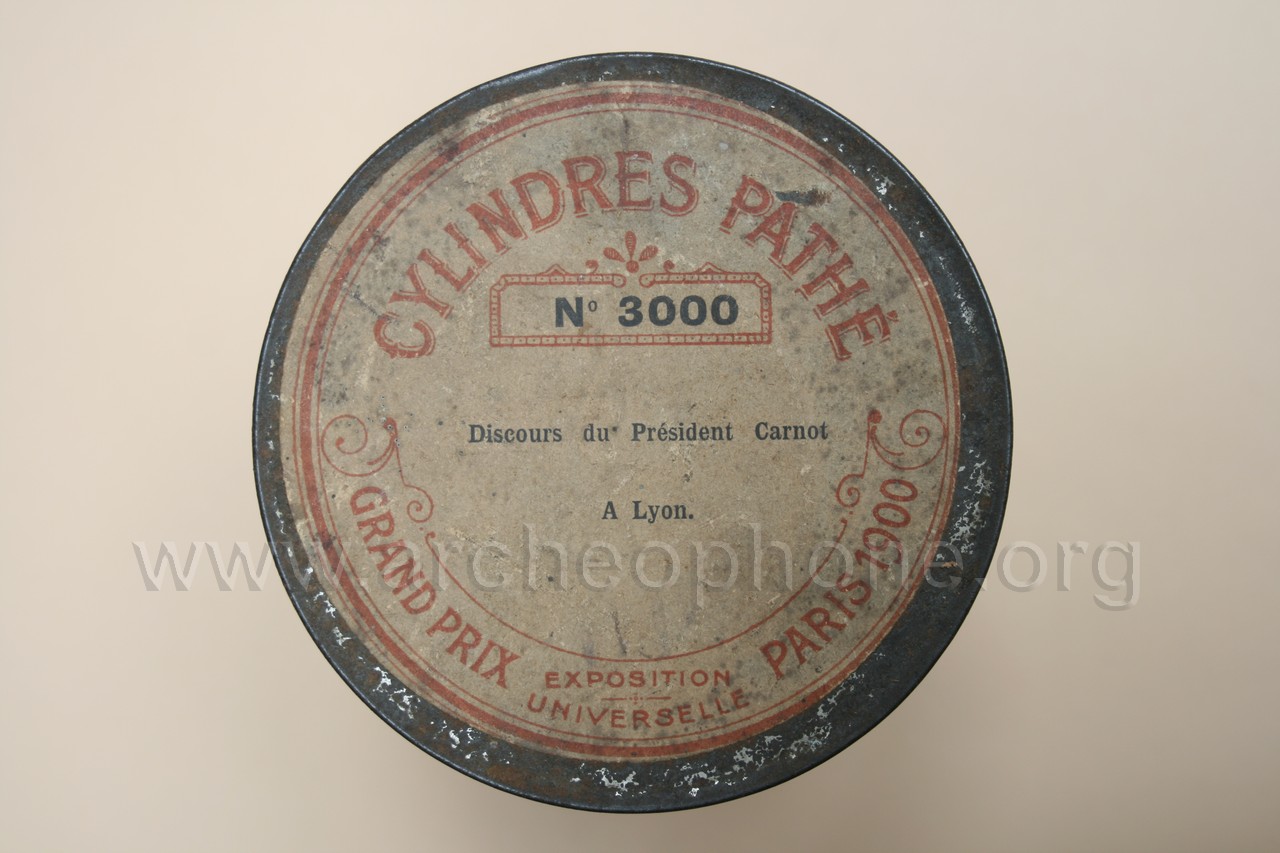 CYLINDRES PATHÉ
Nº 3000
Discours du Président Carnot
A Lyon.
GRAND PRIX
EXPOSITION
UNIVERSELLE
PARIS 1900
www.archeophone.org